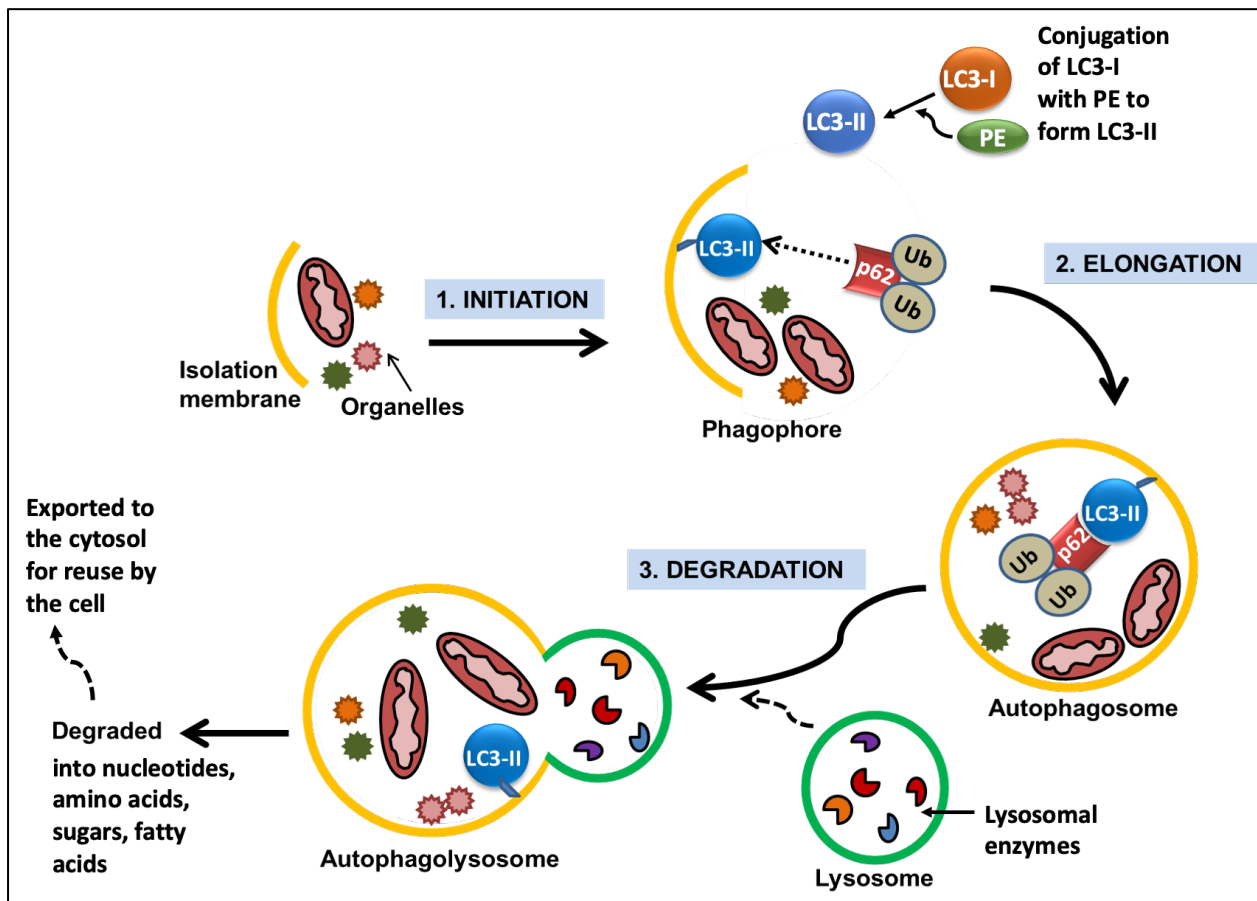 Conjugation
of LC3-I
with PE to
form LC3-II
LC3-I
PE
LC3-II
LC3-II
p62
Ub
Ub
Phagophore
1. INITIATION
Isolation
membrane
Organelles
2. ELONGATION
LC3-II
p62
Ub
Ub
Autophagosome
3. DEGRADATION
Lysosomal
enzymes
Lysosome
LC3-II
Autophagolysosome
Degraded
into nucleotides,
amino acids,
sugars, fatty
acids
Exported to
the cytosol
for reuse by
the cell